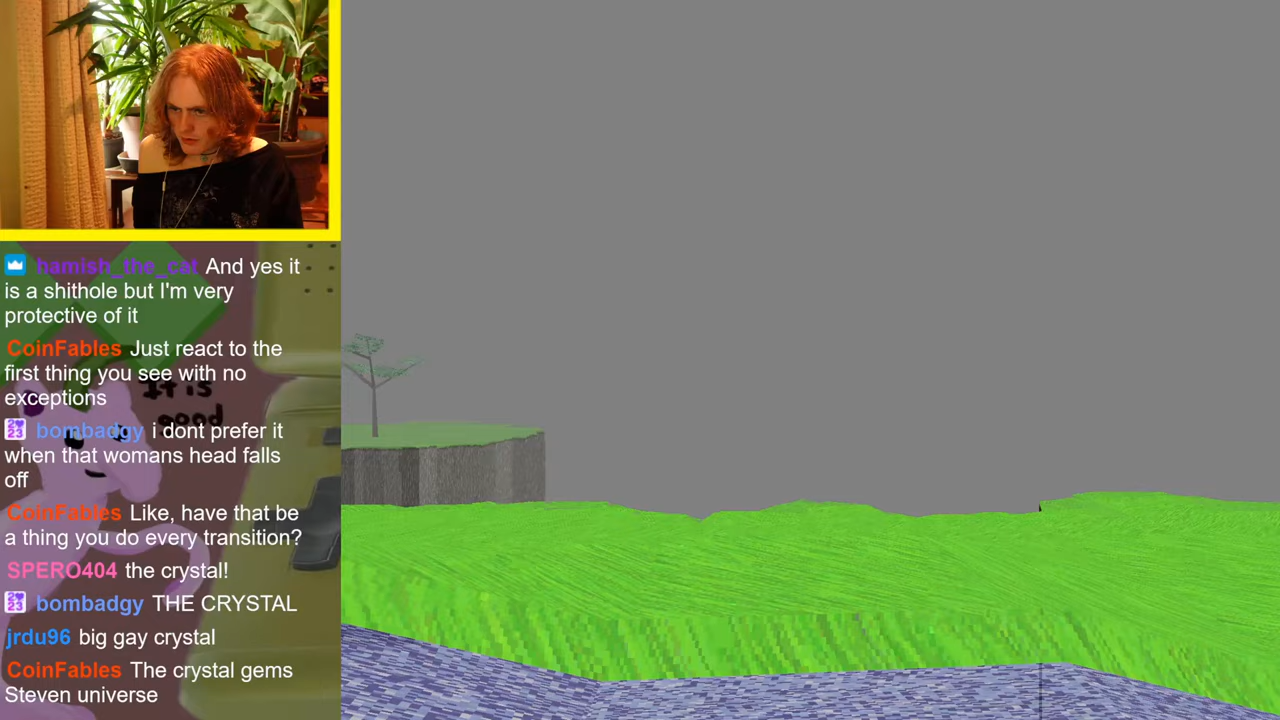 hamish_the_cat And yes it
is a shithole but I'm very
protective of it
CoinFables Just react to the
first thing you see with no
exceptions
It is
good
bombadgy i dont prefer it
when that womans head falls
off
CoinFables Like, have that be
a thing you do every transition?
SPERO404 the crystal!
bombadgy THE CRYSTAL
jrdu96 big gay crystal
CoinFables The crystal gems
Steven universe